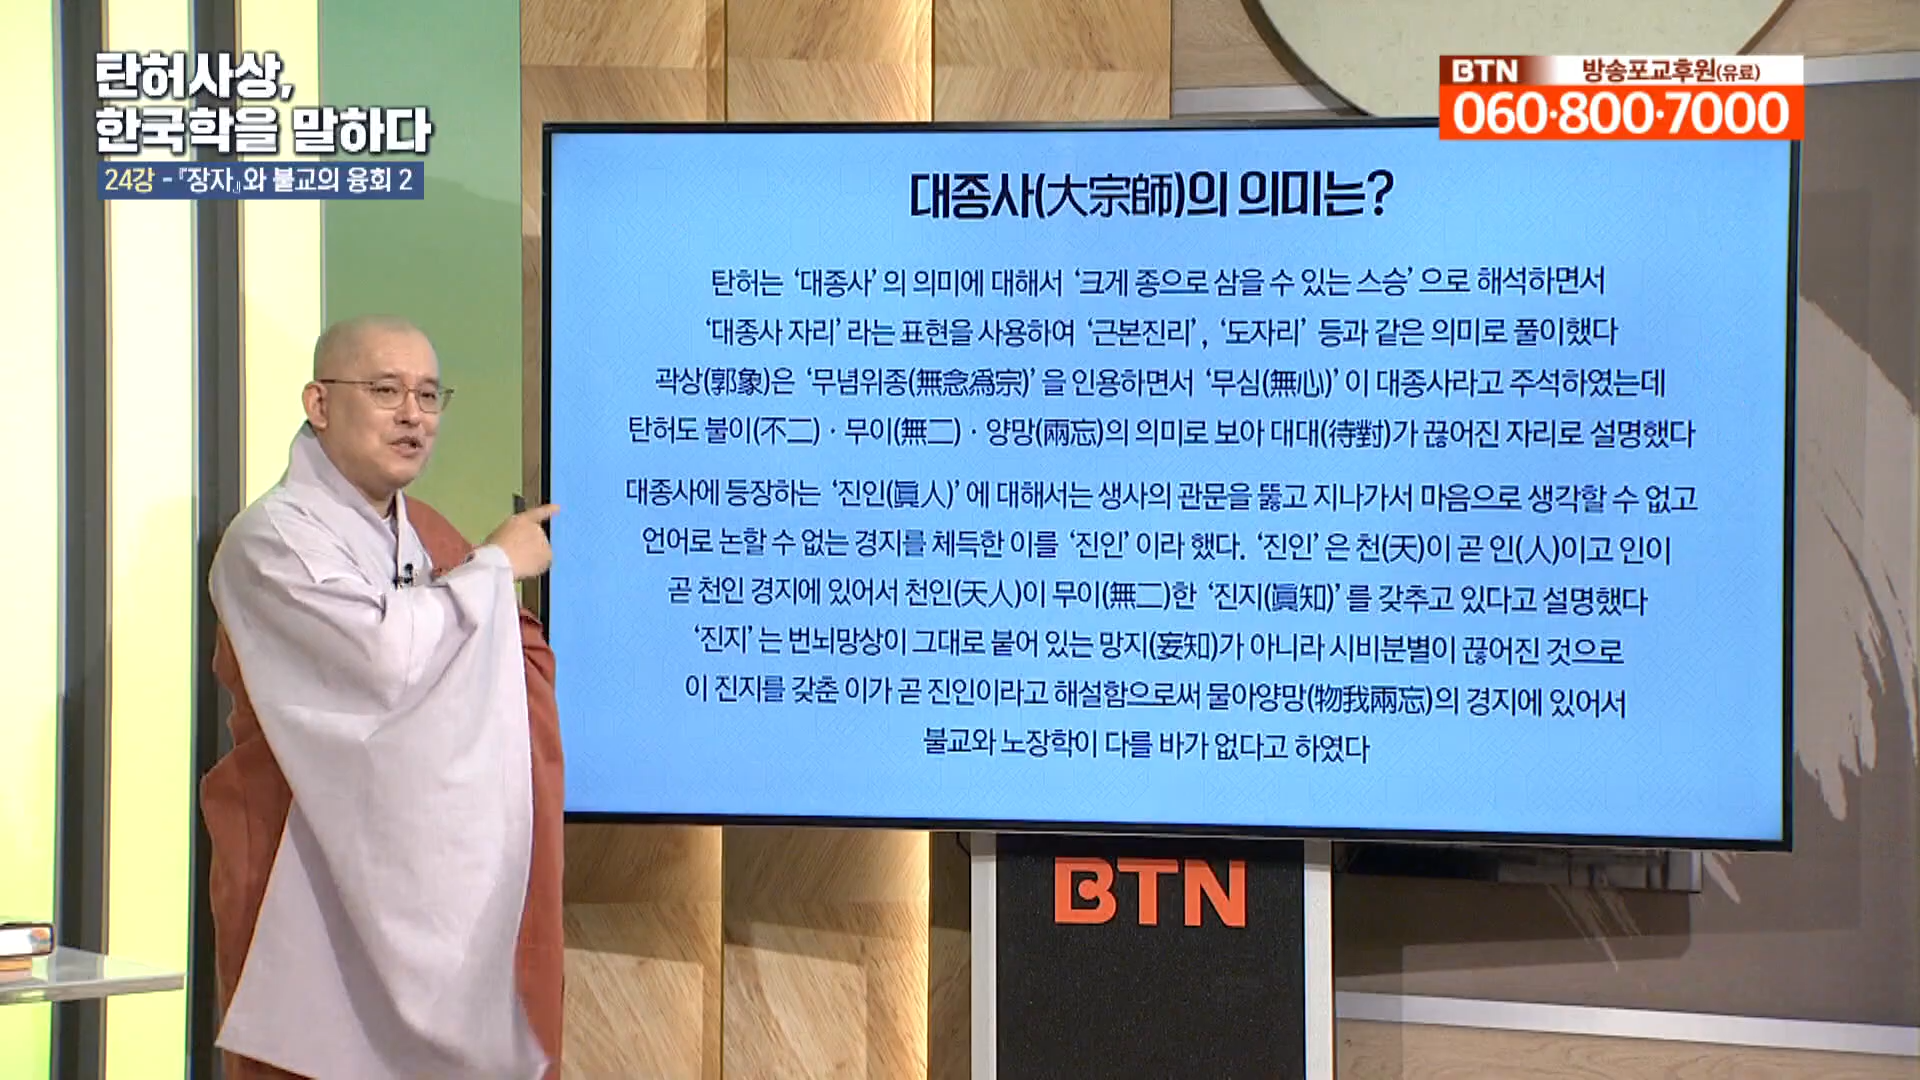 탄허사상,
한국학을 말하다
24강 - 『장자』와 불교의 융회 2
BTN 방송포교후원(유료)
060·800·7000
대종사(大宗師)의 의미는?
탄허는 ‘대종사’의 의미에 대해서 ‘크게 종으로 삼을 수 있는 스승’으로 해석하면서
‘대종사 자리’라는 표현을 사용하여 ‘근본진리’, ‘도자리’ 등과 같은 의미로 풀이했다
곽상(郭象)은 ‘무념위종(無念為宗)’을 인용하면서 ‘무심(無心)’이 대종사라고 주석하였는데
탄허도 불이(不二)·무이(無二)·양망(兩忘)의 의미로 보아 대대(待對)가 끊어진 자리로 설명했다
대종사에 등장하는 ‘진인(眞人)’에 대해서는 생사의 관문을 뚫고 지나가서 마음으로 생각할 수 없고
언어로 논할 수 없는 경지를 체득한 이를 ‘진인’이라 했다. ‘진인’은 천(天)이 곧 인(人)이고 인이
곧 천인 경지에 있어서 천인(天人)이 무이(無二)한 ‘진지(眞知)’를 갖추고 있다고 설명했다
‘진지’는 번뇌망상이 그대로 붙어 있는 망지(妄知)가 아니라 시비분별이 끊어진 것으로
이 진지를 갖춘 이가 곧 진인이라고 해설함으로써 물아양망(物我兩忘)의 경지에 있어서
불교와 노장학이 다를 바가 없다고 하였다
BTN